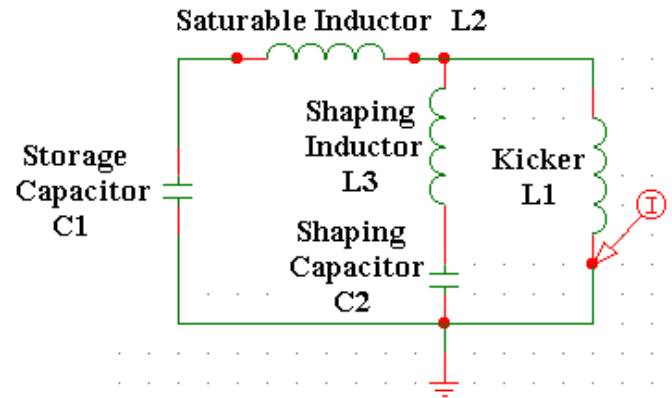 Saturable Inductor L2
Shaping
Inductor
L3
Storage
Capacitor
C1
Kicker
L1
I
Shaping
Capacitor
C2